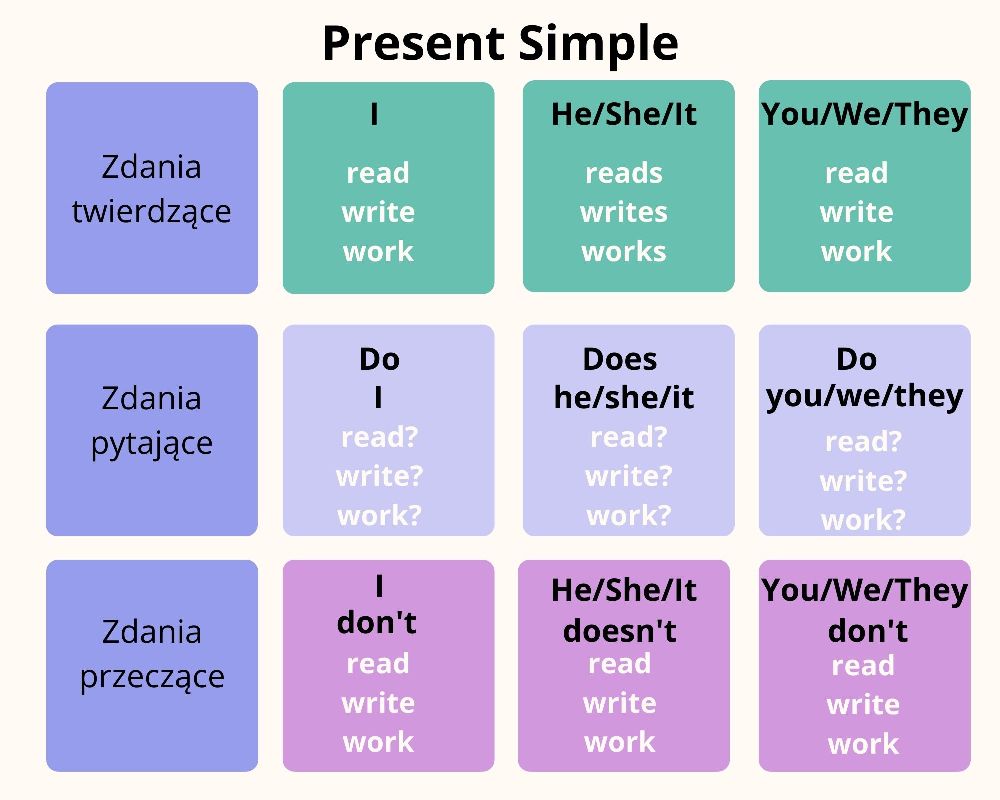 Present Simple
Zdania
twierdzące
I
read
write
work
He/She/It
reads
writes
works
You/We/They
read
write
work
Zdania
pytające
Do
I
read?
write?
work?
Does
he/she/it
read?
write?
work?
Do
you/we/they
read?
write?
work?
Zdania
przeczące
I
don't
read
write
work
He/She/It
doesn't
read
write
work
You/We/They
don't
read
write
work